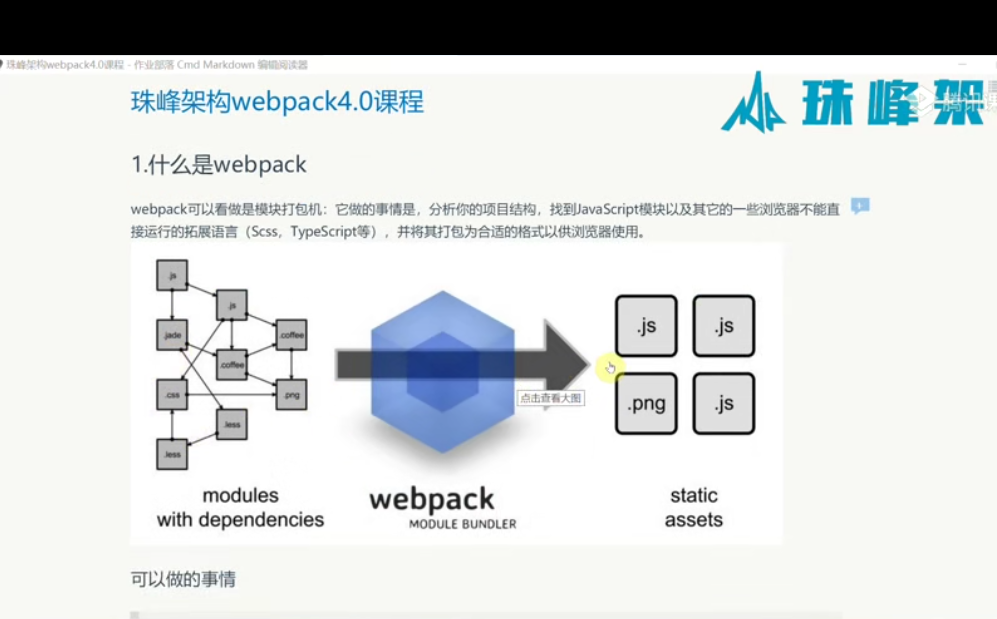 珠峰架构webpack4.0课程 - 作业部落 Cmd Markdown 编辑阅读器
珠峰架构webpack4.0课程
珠峰架
腾讯课
1.什么是webpack
webpack可以看做是模块打包机：它做的事情是，分析你的项目结构，找到JavaScript模块以及其它的一些浏览器不能直
接运行的拓展语言（Scss，TypeScript等），并将其打包为合适的格式以供浏览器使用。
.js
.js
.jade
.coffee
.coffee
.css
.png
.less
.less
.js
.js
.png
.js
点击查看大图
modules
with dependencies
webpack
MODULE BUNDLER
static
assets
可以做的事情